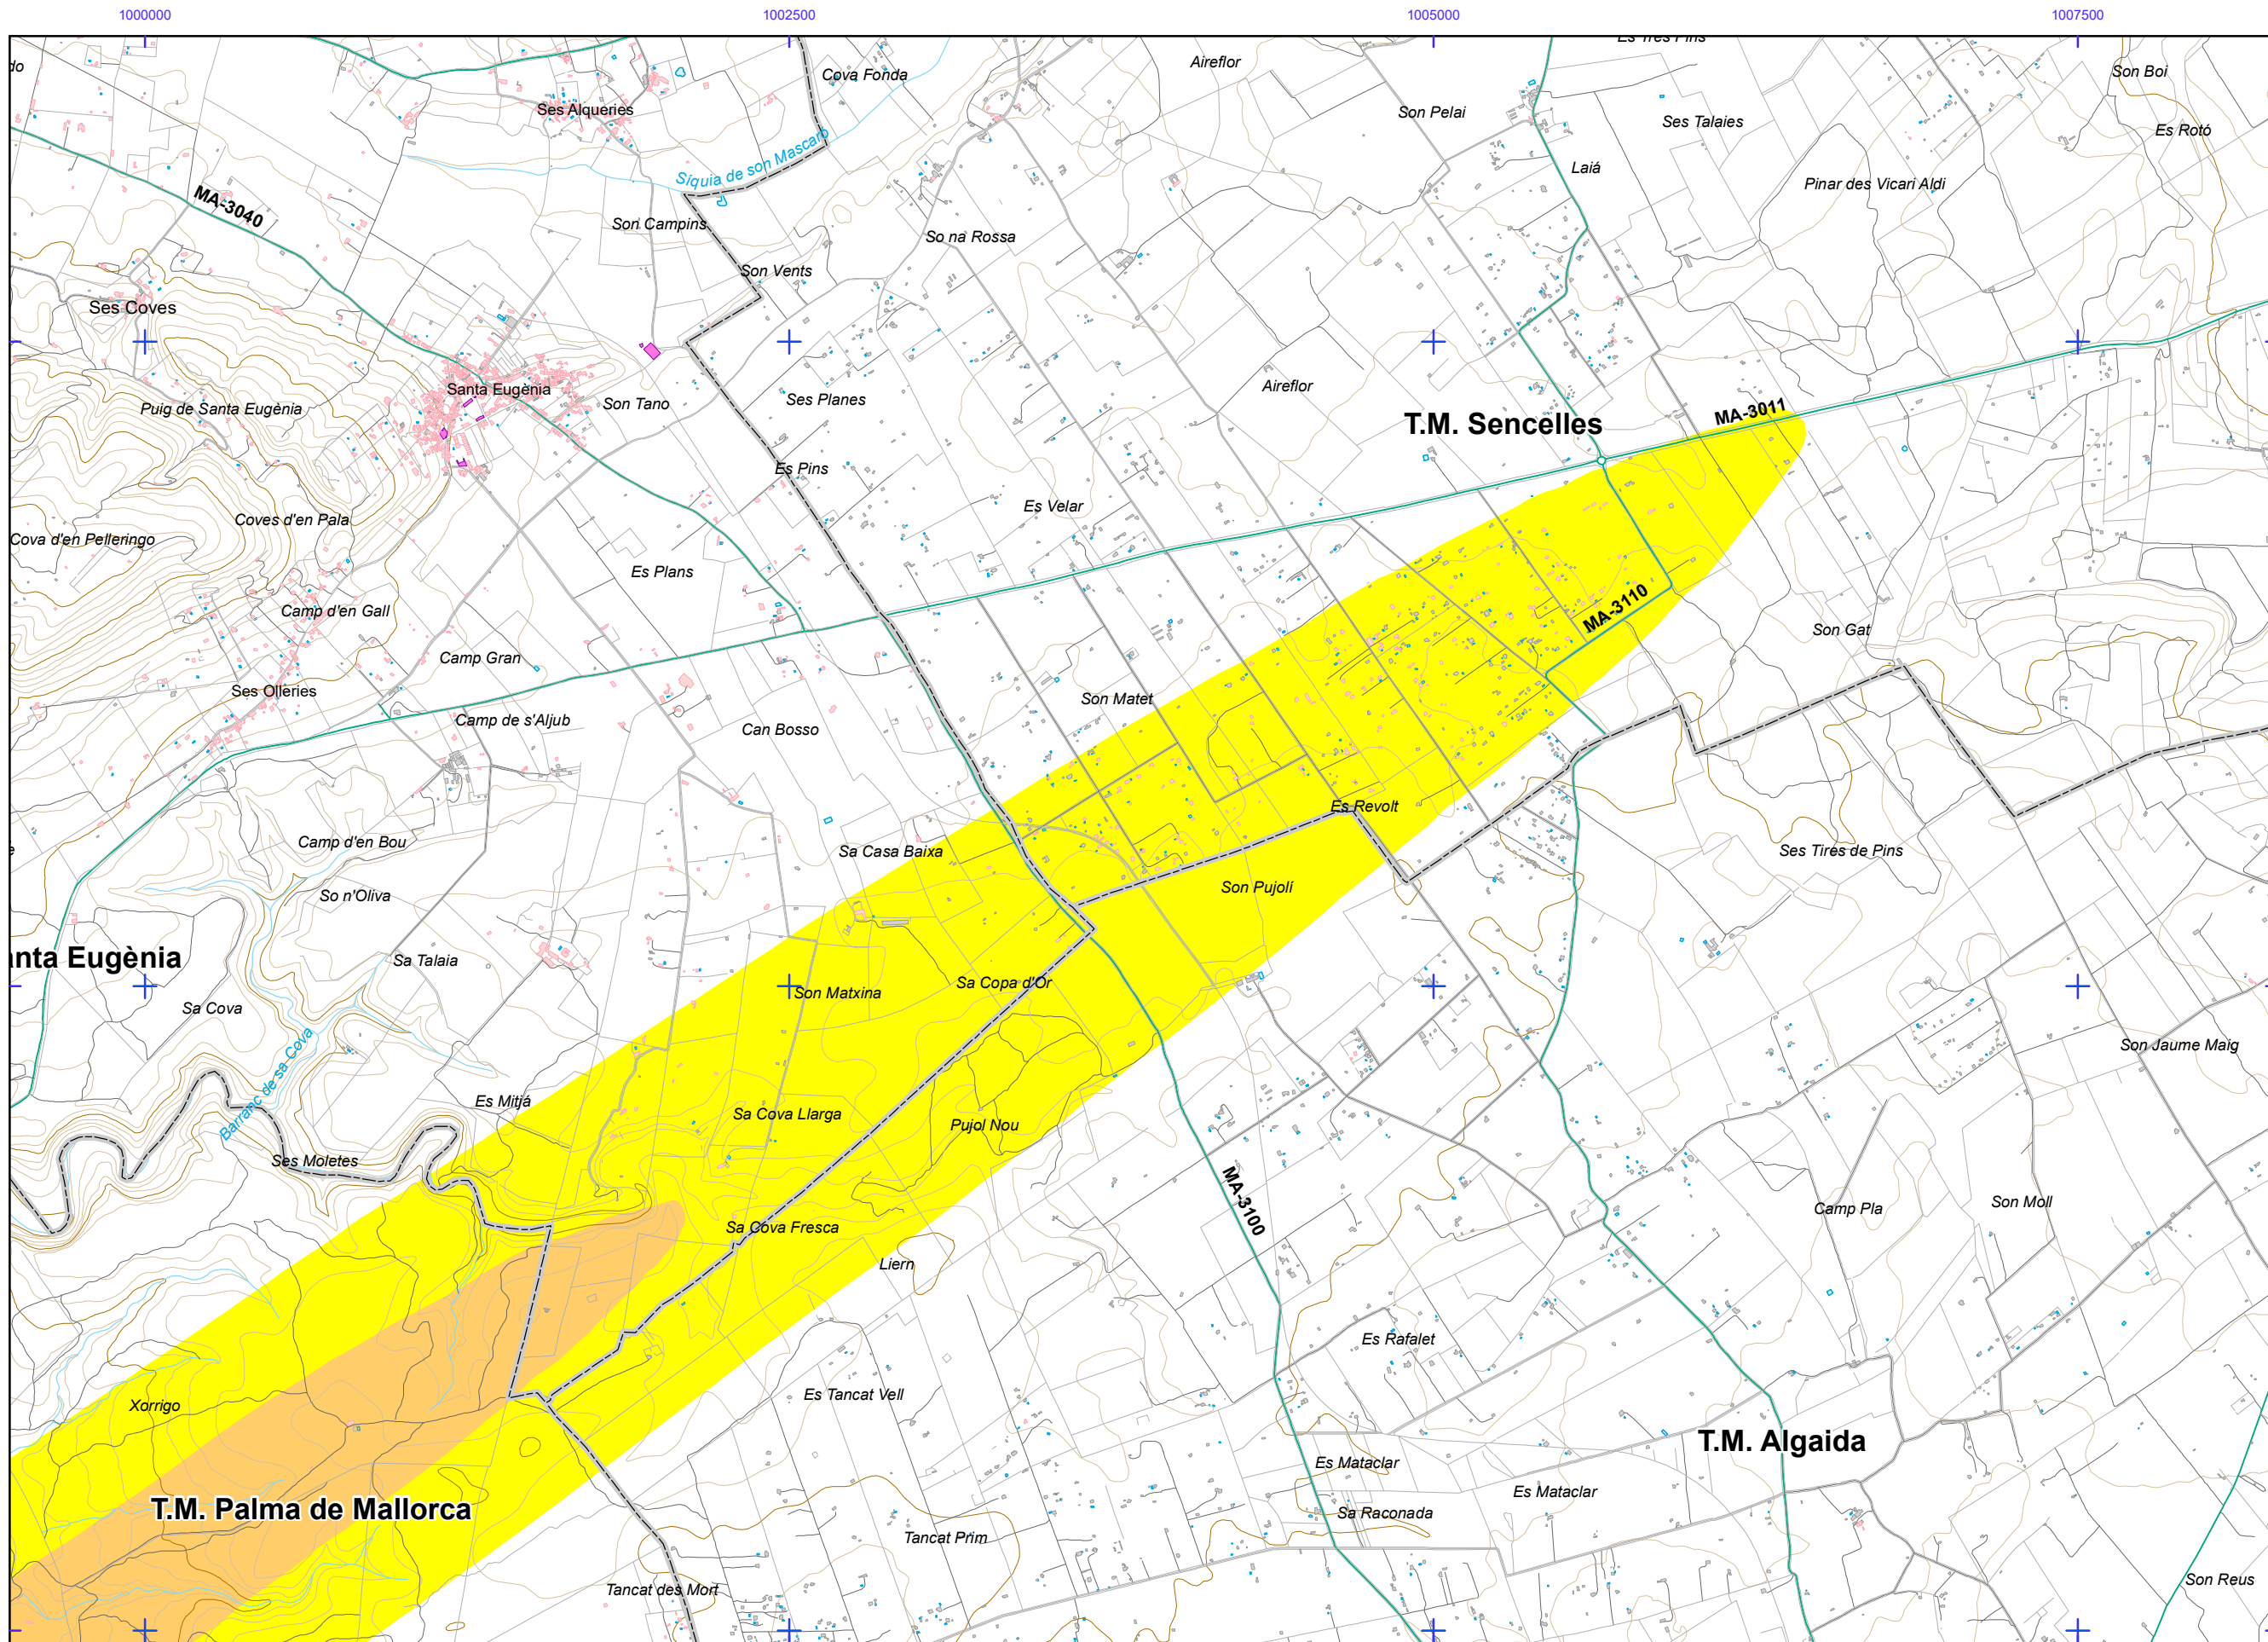 1000000
1002500
1005000
1007500
Es Tres Pins
do
Cova Fonda
Aireflor
Son Boi
Ses Alqueries
Son Pelai
Ses Talaies
Es Rotó
Síquia de son Mascaró
Laiá
Pinar des Vicari Aldi
MA-3040
Son Campins
So na Rossa
Son Vents
Ses Coves
Santa Eugènia
Aireflor
Puig de Santa Eugènia
Son Tano
Ses Planes
T.M. Sencelles
MA-3011
Es Pins
Es Velar
Coves d'en Pala
Cova d'en Pelleringo
Es Plans
Camp d'en Gall
MA-3110
Son Gat
Camp Gran
Ses Olleries
Son Matet
Camp de s'Aljub
Can Bosso
Es Revolt
Camp d'en Bou
Sa Casa Baixa
Ses Tires de Pins
e
So n'Oliva
Son Pujolí
anta Eugènia
Sa Talaia
Sa Copa d'Or
Son Matxina
Sa Cova
Son Jaume Maig
Barranc de sa Cova
Es Mitjá
Sa Cova Llarga
Pujol Nou
Ses Moletes
MA-3100
Son Moll
Camp Pla
Sa Cova Fresca
Liern
Es Rafalet
Es Tancat Vell
Xorrigo
T.M. Algaida
Es Mataclar
Es Mataclar
T.M. Palma de Mallorca
Sa Raconada
Tancat Prim
Son Reus
Tancat des Mort